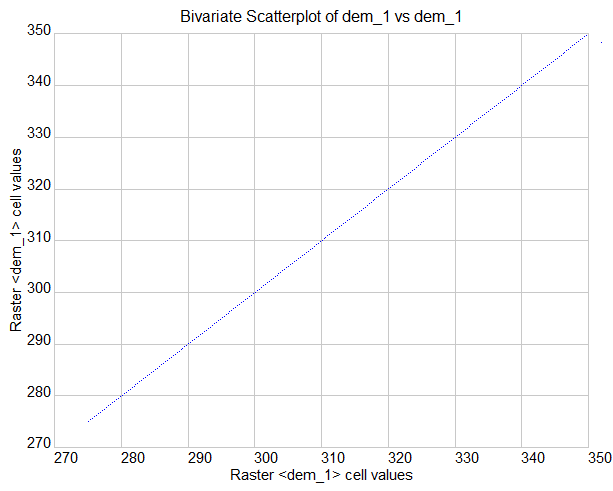 Bivariate Scatterplot of dem_1 vs dem_1
350
340
330
320
310
300
290
280
270
Raster <dem_1> cell values
270 280 290 300 310 320 330 340 350
Raster <dem_1> cell values